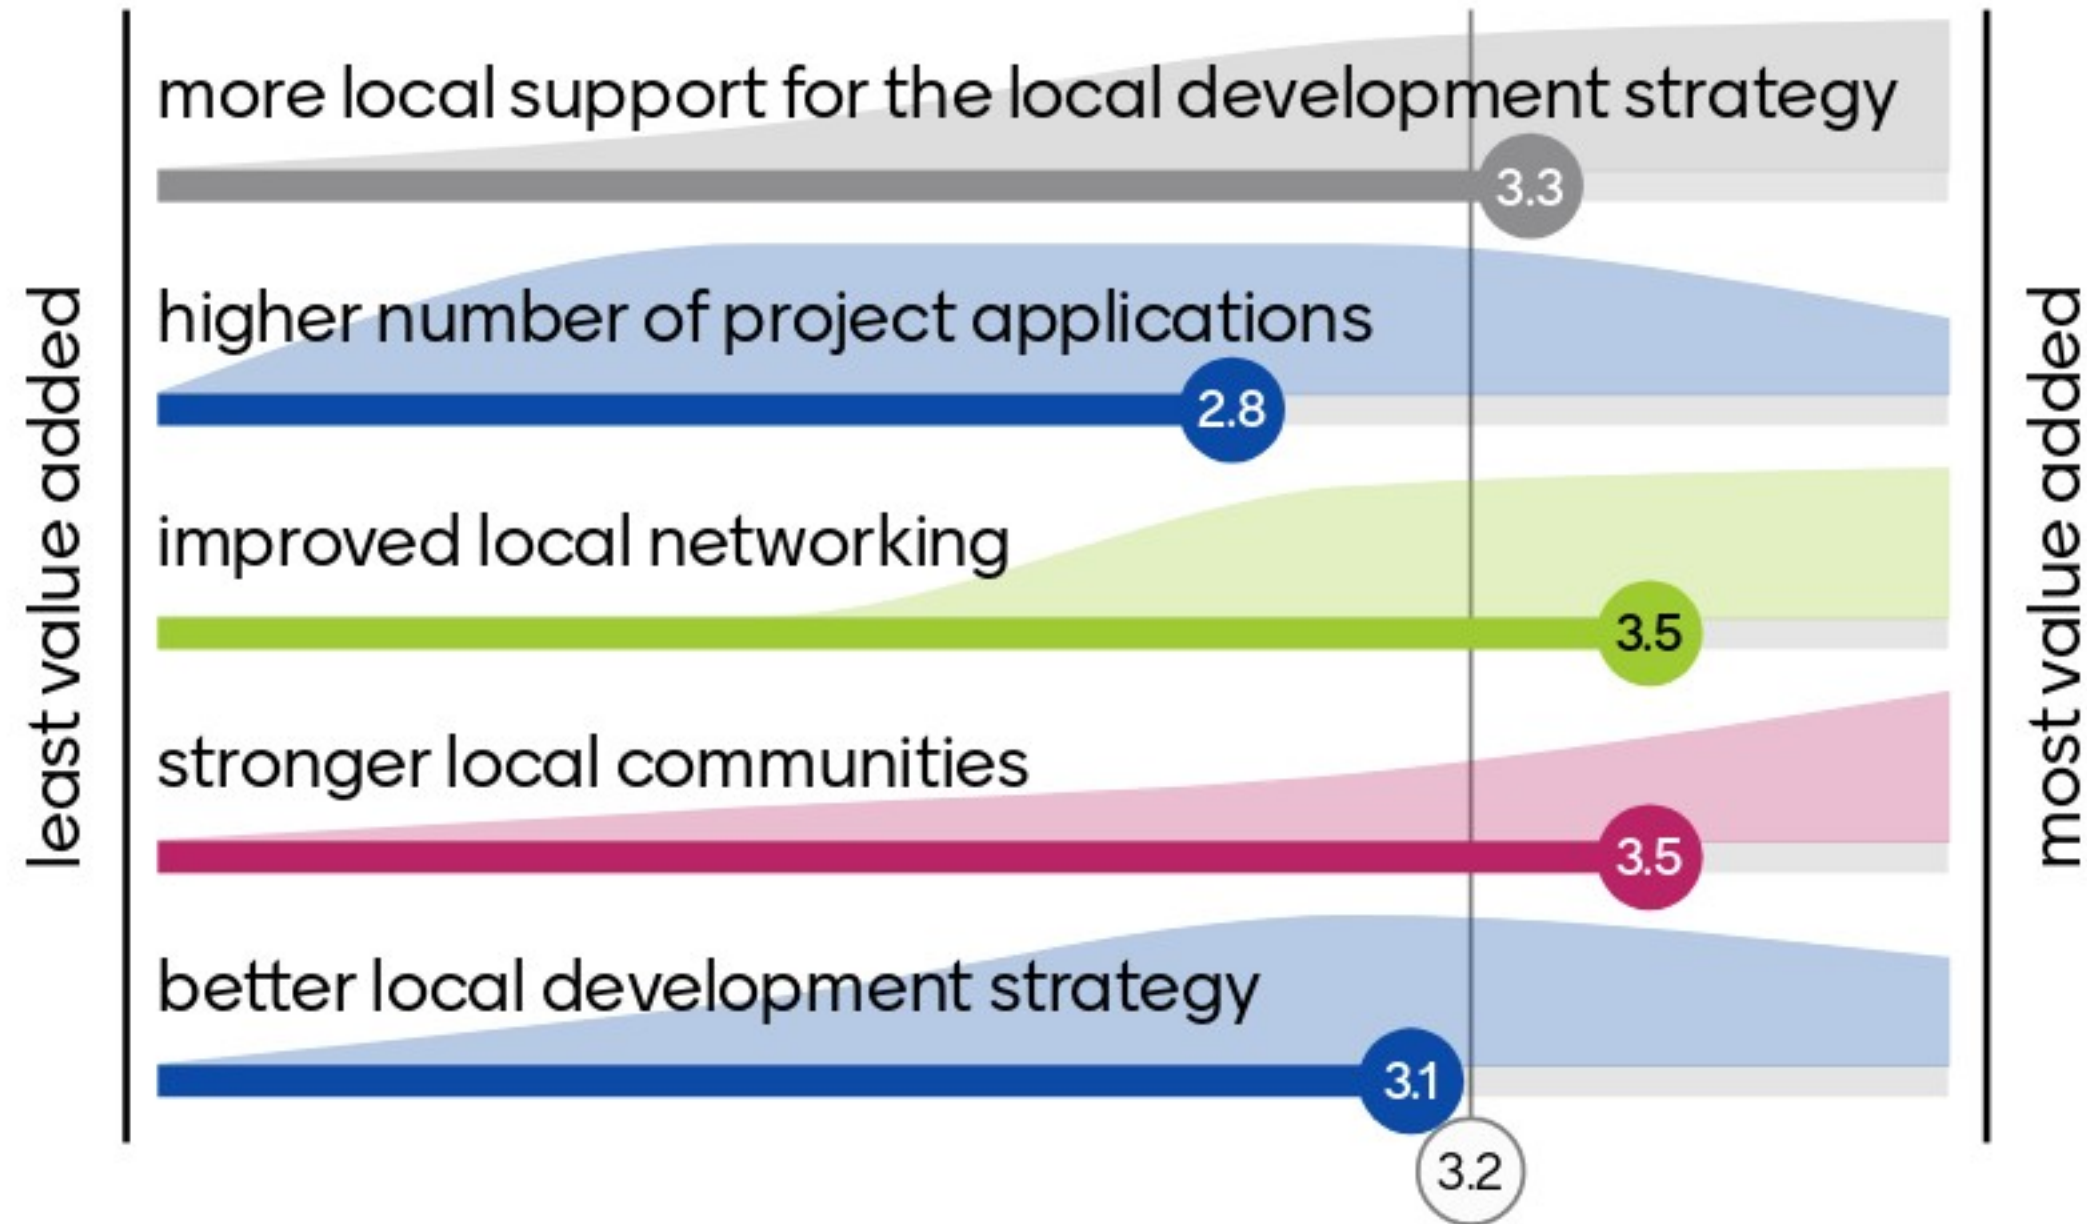 more local support for the local development strategy
3.3
higher number of project applications
2.8
improved local networking
3.5
stronger local communities
3.5
better local development strategy
3.1
3.2
least value added
most value added